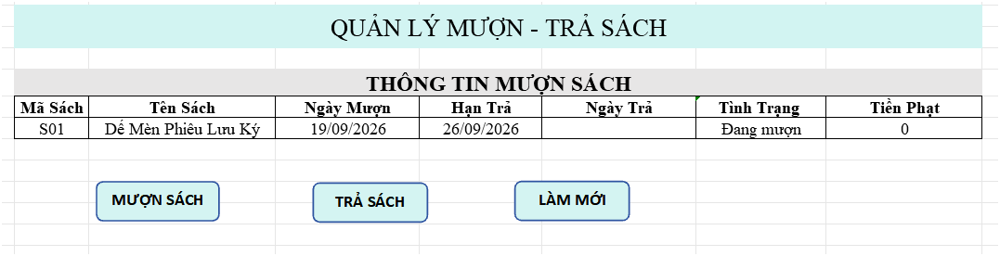 QUẢN LÝ MƯỢN - TRẢ SÁCH
THÔNG TIN MƯỢN SÁCH
Mã Sách Tên Sách Ngày Mượn Hạn Trả Ngày Trả Tình Trạng Tiền Phạt
S01 Dế Mèn Phiêu Lưu Ký 19/09/2026 26/09/2026 Đang mượn 0
MƯỢN SÁCH TRẢ SÁCH LÀM MỚI